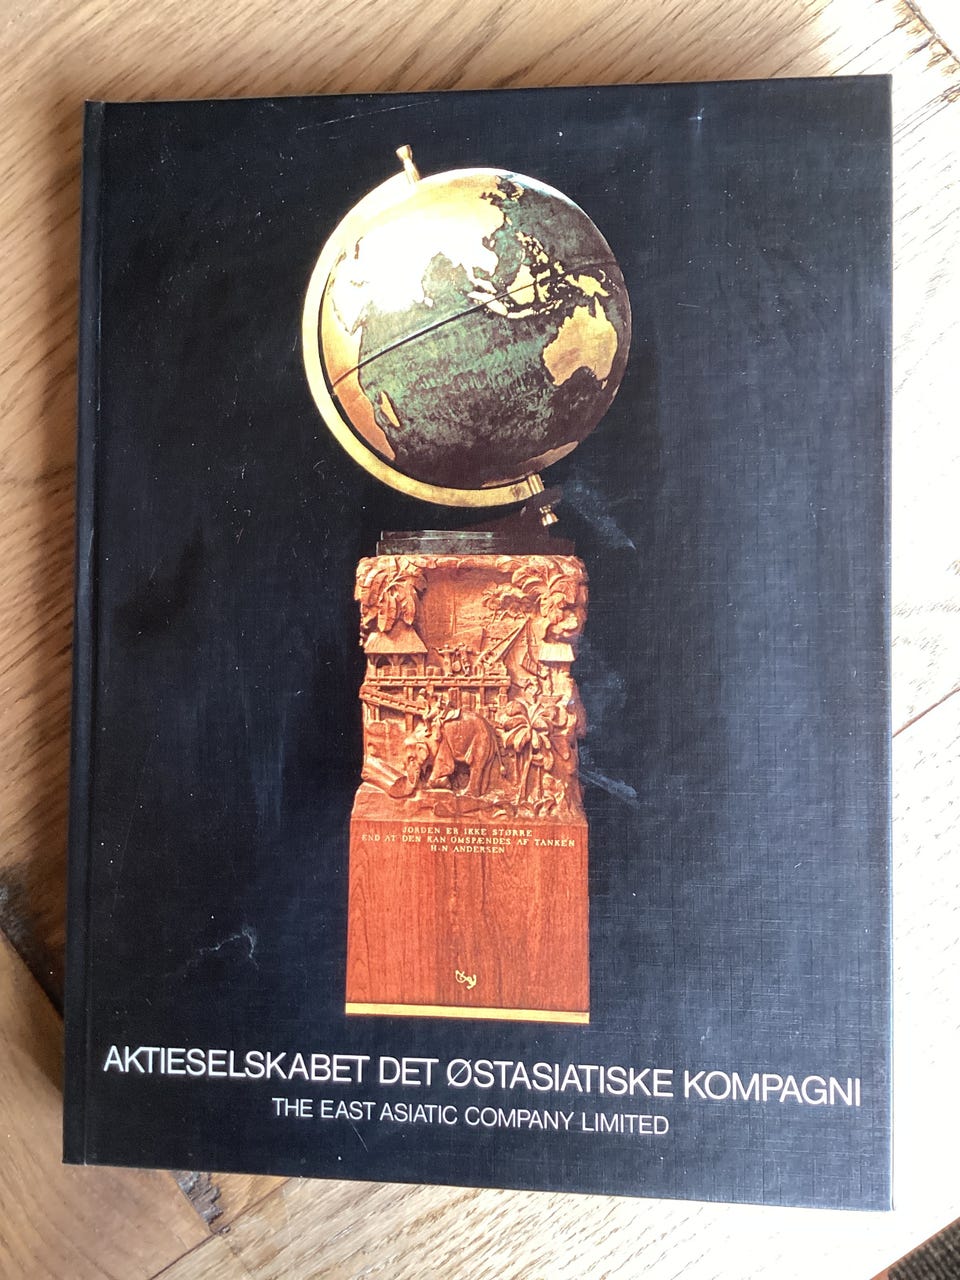 JORDEN ER IKKE STØRRE
END AT DEN KAN OMSPÆNDES AF TANKEN
H·N ANDERSEN
AKTIESELSKABET DET ØSTASIATISKE KOMPAGNI
THE EAST ASIATIC COMPANY LIMITED